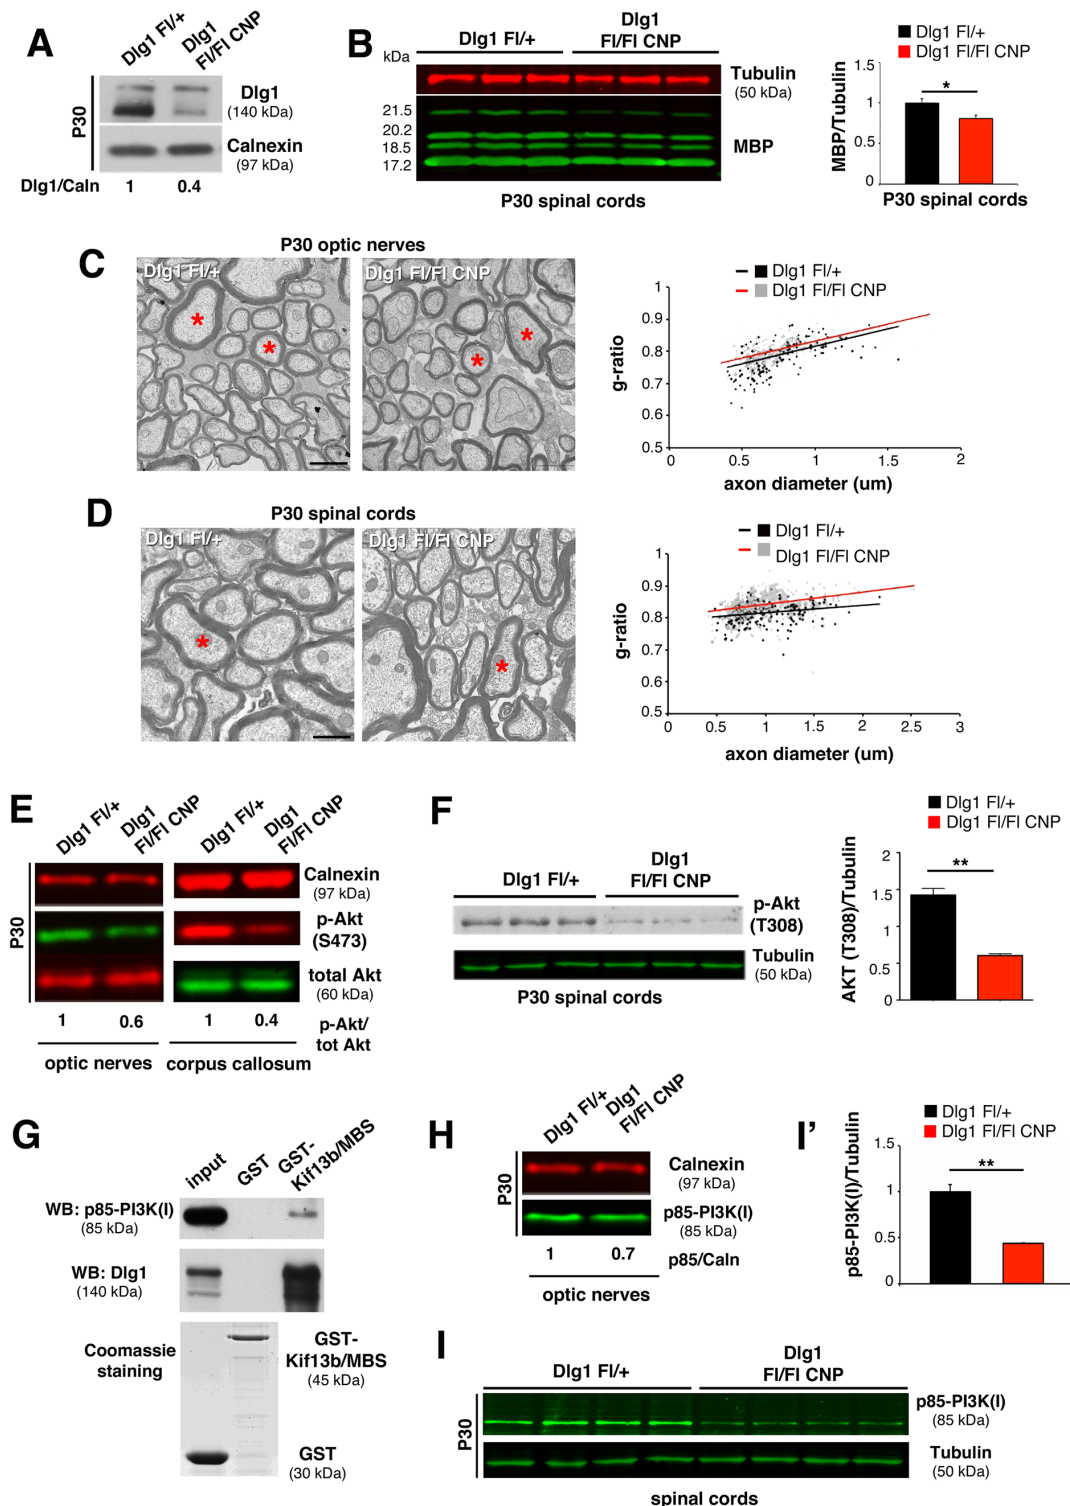 A
Dlg1 Fl/+
Dlg1
Fl/Fl CNP
P30
Dlg1
(140 kDa)
Calnexin
(97 kDa)
Dlg1/Caln
1
0.4
B
kDa
Dlg1 Fl/+
Dlg1
Fl/Fl CNP
Tubulin
(50 kDa)
21.5
20.2
18.5
17.2
MBP
P30 spinal cords
Dlg1 Fl/+
Dlg1 Fl/Fl CNP
MBP/Tubulin
1.5
1
0.5
0
*
P30 spinal cords
C
P30 optic nerves
Dlg1 Fl/+
Dlg1 Fl/Fl CNP
*
*
*
*
Dlg1 Fl/+
Dlg1 Fl/Fl CNP
g-ratio
1
0.9
0.8
0.7
0.6
0.5
0
0.5
1
1.5
2
axon diameter (um)
D
P30 spinal cords
Dlg1 Fl/+
Dlg1 Fl/Fl CNP
*
*
Dlg1 Fl/+
Dlg1 Fl/Fl CNP
g-ratio
1
0.9
0.8
0.7
0.6
0.5
0
0.5
1
1.5
2
2.5
3
axon diameter (um)
E
Dlg1 Fl/+
Dlg1
Fl/Fl CNP
Dlg1 Fl/+
Dlg1
Fl/Fl CNP
P30
Calnexin
(97 kDa)
p-Akt
(S473)
total Akt
(60 kDa)
1
0.6
1
0.4
p-Akt/
tot Akt
optic nerves
corpus callosum
F
Dlg1 Fl/+
Dlg1
Fl/Fl CNP
p-Akt
(T308)
Tubulin
(50 kDa)
P30 spinal cords
Dlg1 Fl/+
Dlg1 Fl/Fl CNP
AKT (T308)/Tubulin
2
1.5
1
0.5
0
**
G
input
GST
GST-
Kif13b/MBS
WB: p85-PI3K(I)
(85 kDa)
WB: Dlg1
(140 kDa)
Coomassie
staining
GST-
Kif13b/MBS
(45 kDa)
GST
(30 kDa)
H
Dlg1 Fl/+
Dlg1
Fl/Fl CNP
P30
Calnexin
(97 kDa)
p85-PI3K(I)
(85 kDa)
1
0.7
p85/Caln
optic nerves
I'
Dlg1 Fl/+
Dlg1 Fl/Fl CNP
p85-PI3K(I)/Tubulin
1.5
1
0.5
0
**
I
Dlg1 Fl/+
Dlg1
Fl/Fl CNP
P30
p85-PI3K(I)
(85 kDa)
Tubulin
(50 kDa)
spinal cords